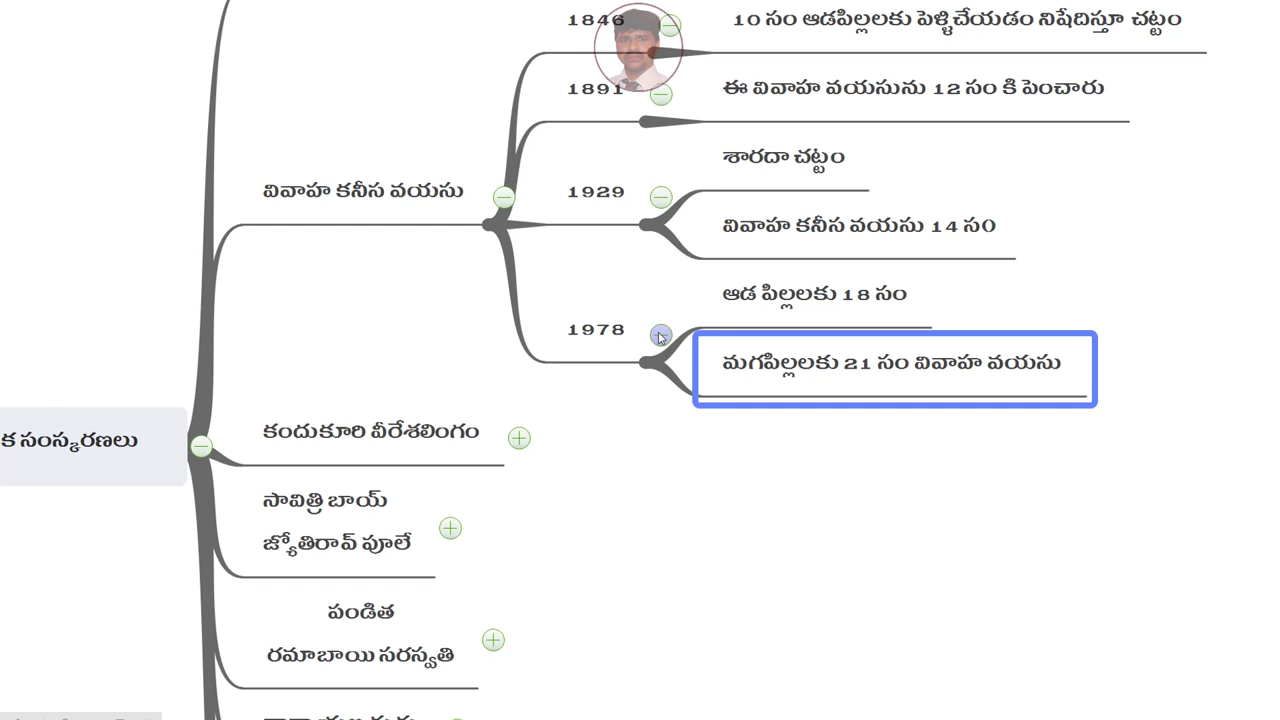 1846
10 సం ఆడపిల్లలకు పెళ్ళిచేయడం నిషేదిస్తూ చట్టం
1891
ఈ వివాహ వయసును 12 సం కి పెంచారు
శారదా చట్టం
వివాహ కనీస వయసు
1929
వివాహ కనీస వయసు 14 సం
ఆడ పిల్లలకు 18 సం
1978
మగపిల్లలకు 21 సం వివాహ వయసు
కందుకూరి వీరేశలింగం
క సంస్కరణలు
సావిత్రి బాయ్
జ్యోతిరావ్ పూలే
పండిత
రమాబాయి సరస్వతి